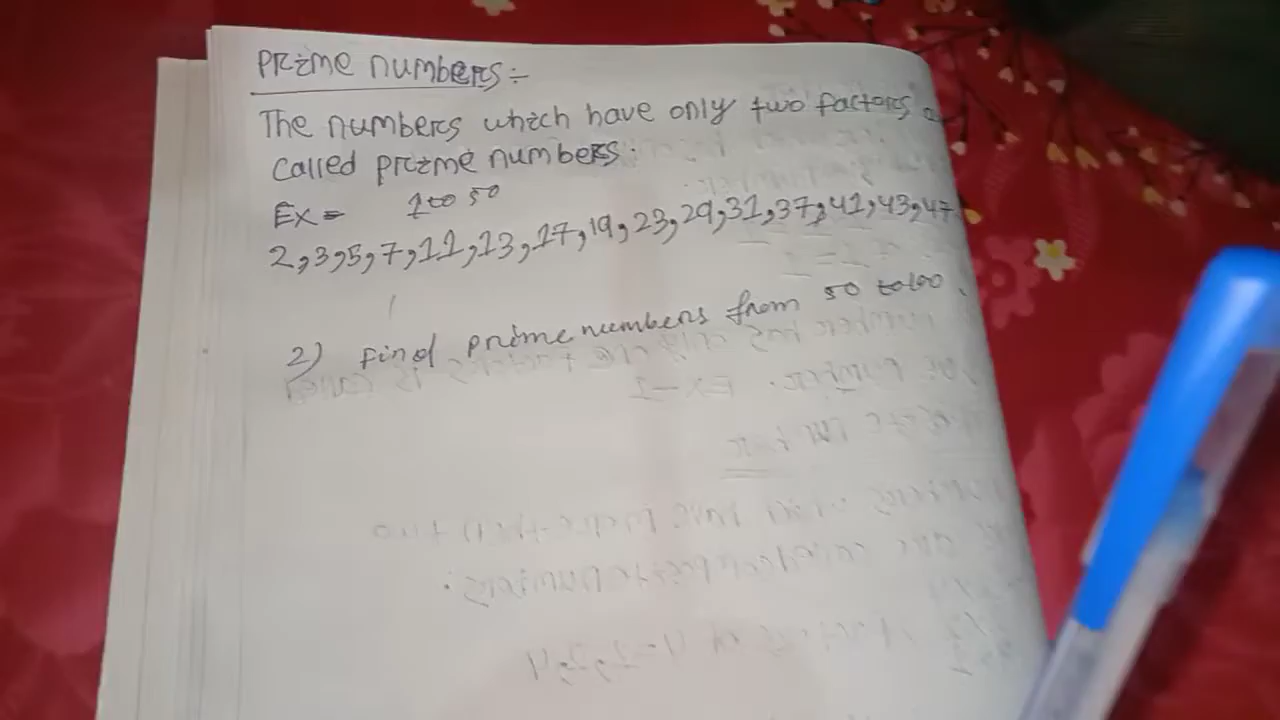 Prime numbers:-
The numbers which have only two factors
called prime numbers.
Ex = 1 to 50
2,3,5,7,11,13,17,19,23,29,31,37,41,43,47
2) Find prime numbers from 50 to 100.